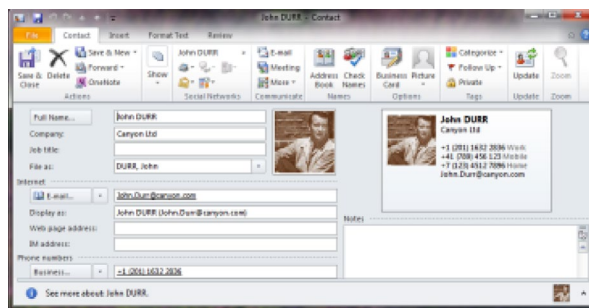 John DURR - Contact
File Contact Insert Format Text Review
Save & Close
Delete
Save & New
Forward
OneNote
Actions
Show
John DURR
Social Networks
E-mail
Meeting
More
Communicate
Address Book
Check Names
Names
Business Card
Picture
Options
Categorize
Follow Up
Private
Tags
Update
Update
Zoom
Zoom
Full Name... John DURR
Company: Canyon Ltd
Job title:
File as: DURR, John
Internet
E-mail... John.Durr@canyon.com
Display as: John DURR (John.Durr@canyon.com)
Web page address:
IM address:
Phone numbers
Business... +1 (201) 1632 2836
John DURR
Canyon Ltd
+1 (201) 1632 2836 Work
+41 (788) 456 123 Mobile
+7 (123) 4512 7896 Home
John.Durr@canyon.com
Notes
See more about: John DURR.